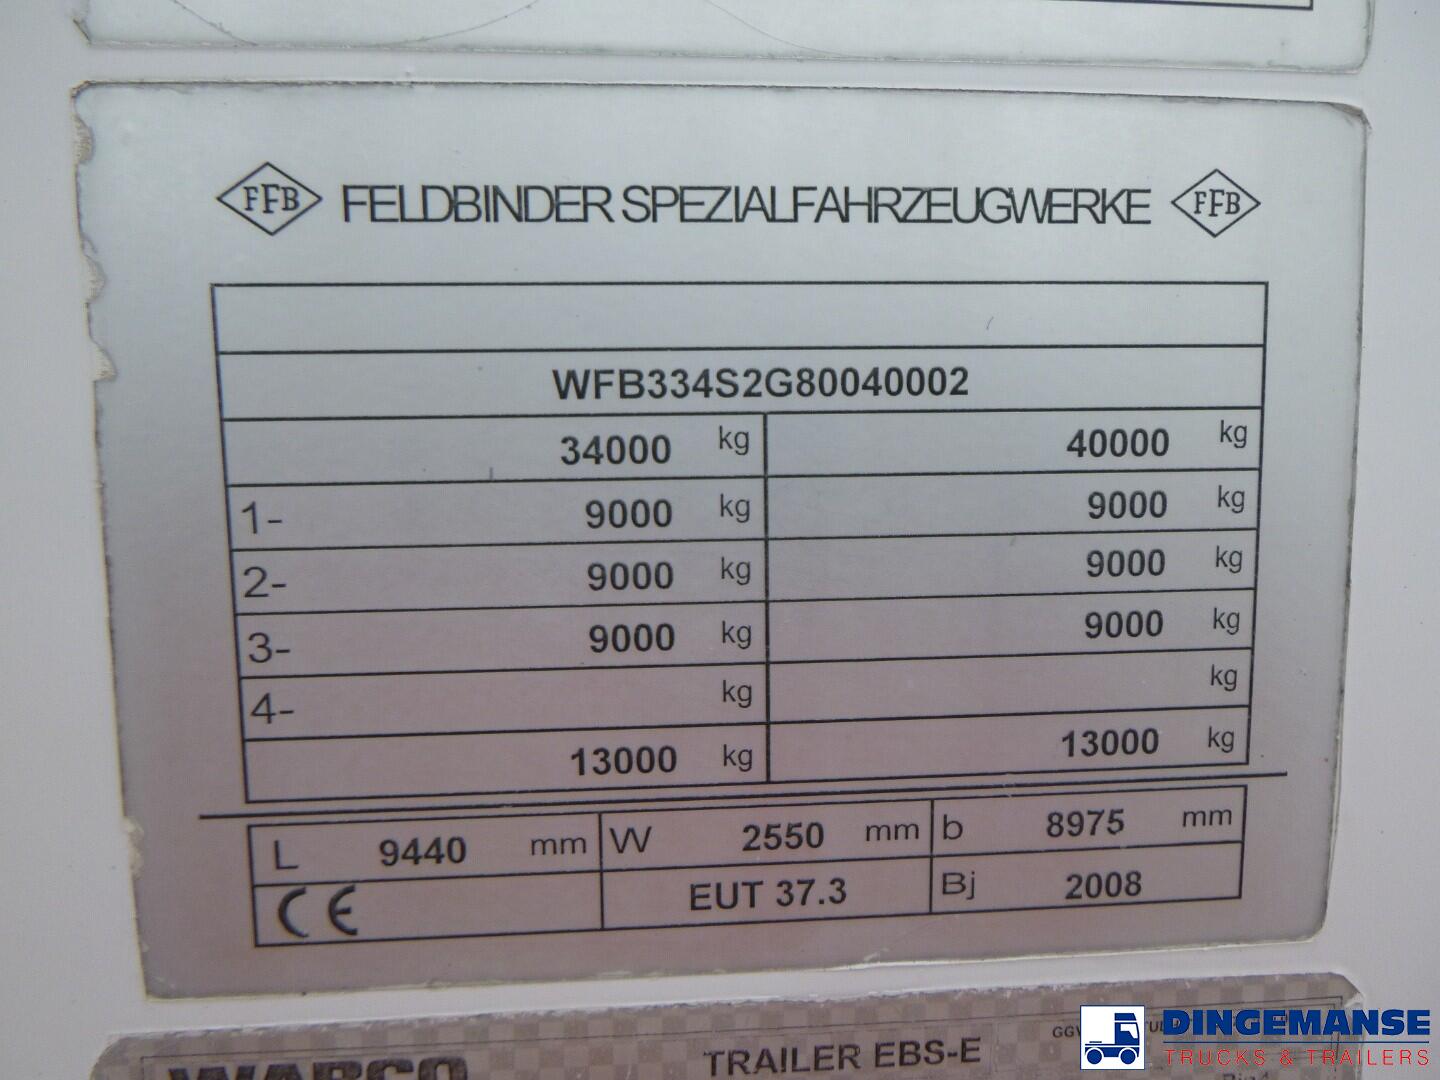 FFB FELDBINDER SPEZIALFAHRZEUGWERKE FFB
WFB334S2G80040002
34000 kg 40000 kg
1- 9000 kg 9000 kg
2- 9000 kg 9000 kg
3- 9000 kg 9000 kg
4- kg kg
13000 kg 13000 kg
L 9440 mm W 2550 mm b 8975 mm
CE EUT 37.3 Bj 2008
WABCO TRAILER EBS-E
DINGEMANSE
TRUCKS & TRAILERS